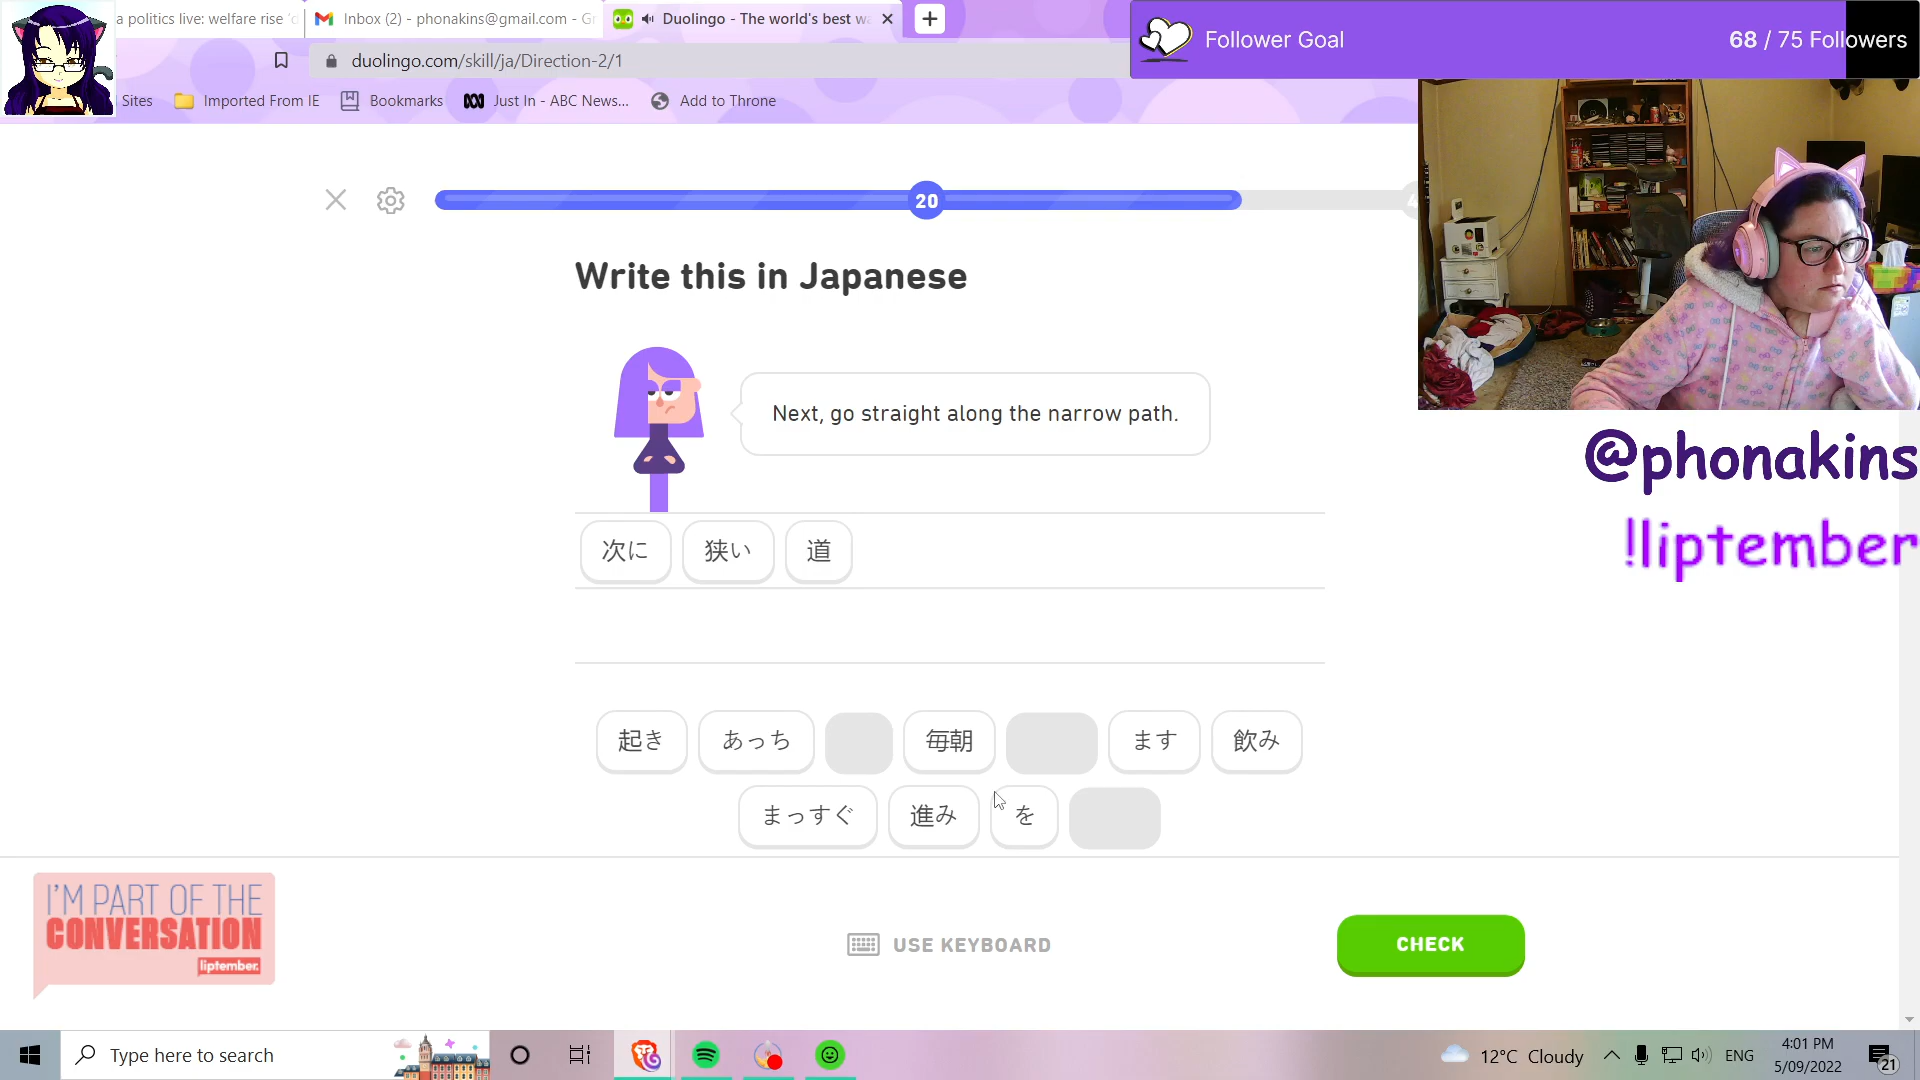 a politics live: welfare rise 'd
Inbox (2) - phonakins@gmail.com - Gr
Duolingo - The world's best wa
duolingo.com/skill/ja/Direction-2/1
Sites
Imported From IE
Bookmarks
Just In - ABC News...
Add to Throne
Follower Goal
68 / 75 Followers
20
Write this in Japanese
Next, go straight along the narrow path.
次に 狭い 道
起き あっち 毎朝 ます 飲み
まっすぐ 進み を
@phonakins
!liptember
I'M PART OF THE
CONVERSATION
liptember.
USE KEYBOARD
CHECK
Type here to search
12°C Cloudy
ENG
4:01 PM
5/09/2022
21